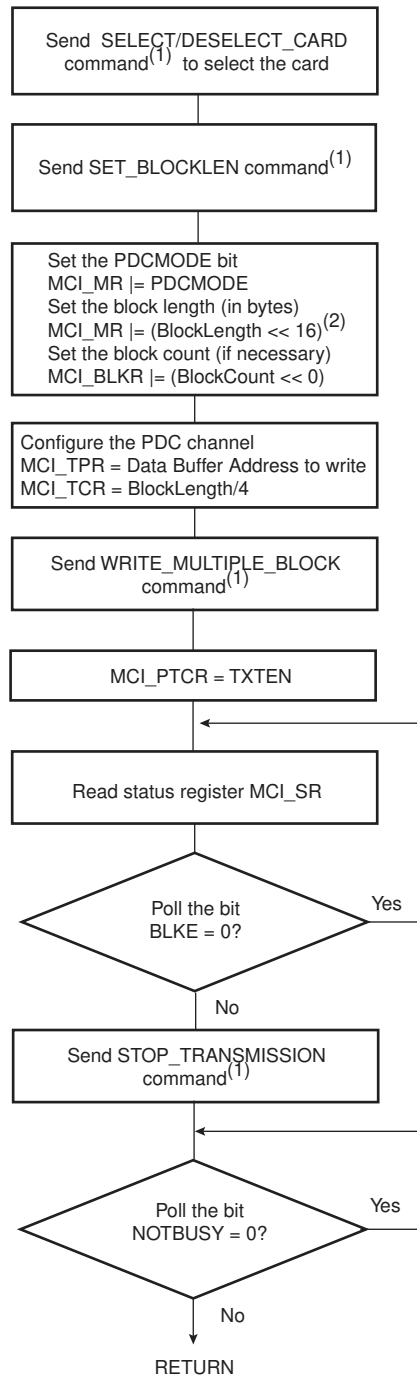 Send SELECT/DESELECT_CARD
command(1) to select the card
Send SET_BLOCKLEN command(1)
Set the PDCMODE bit
MCI_MR |= PDCMODE
Set the block length (in bytes)
MCI_MR |= (BlockLength << 16)(2)
Set the block count (if necessary)
MCI_BLKR |= (BlockCount << 0)
Configure the PDC channel
MCI_TPR = Data Buffer Address to write
MCI_TCR = BlockLength/4
Send WRITE_MULTIPLE_BLOCK
command(1)
MCI_PTCR = TXTEN
Read status register MCI_SR
Poll the bit
BLKE = 0?
Yes
No
Send STOP_TRANSMISSION
command(1)
Poll the bit
NOTBUSY = 0?
Yes
No
RETURN